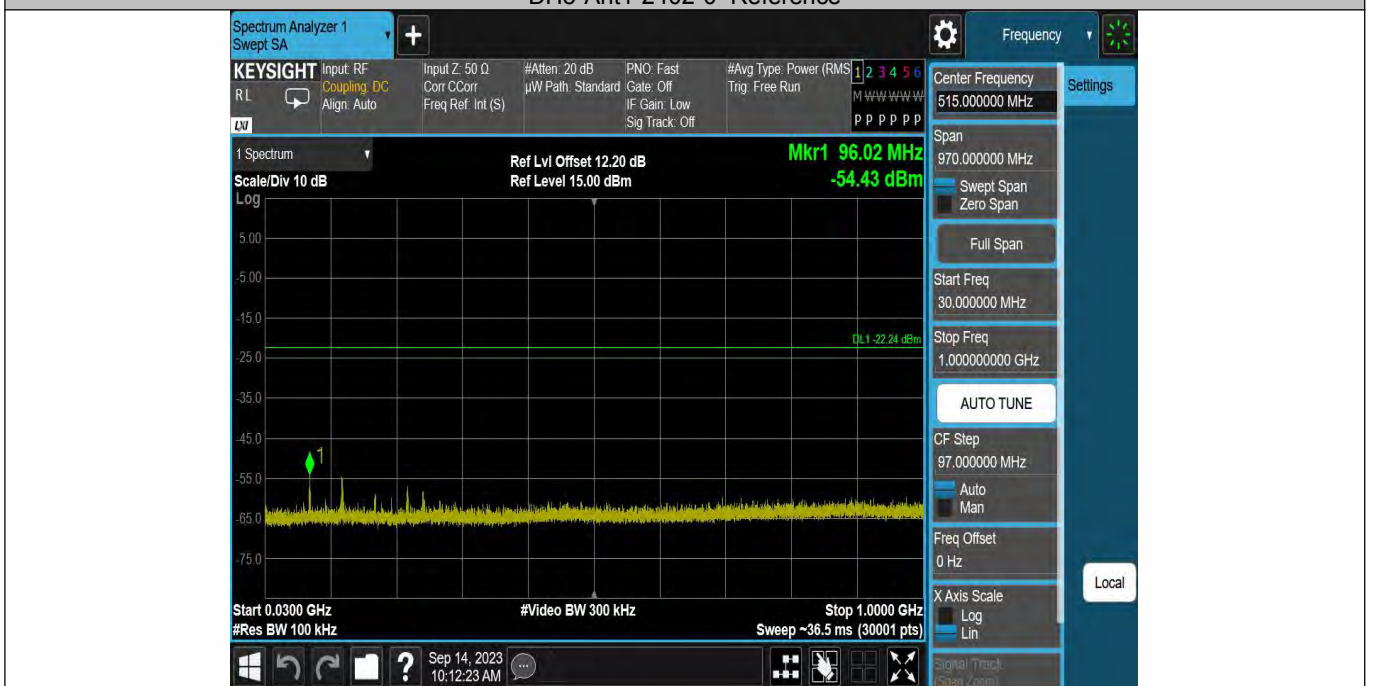 Spectrum Analyzer 1
Swept SA
+
Frequency
KEYSIGHT
RL
LXI
Input: RF
Coupling: DC
Align: Auto
Input Z: 50 Ω
Corr CCorr
Freq Ref: Int (S)
#Atten: 20 dB
µW Path: Standard
PNO: Fast
Gate: Off
IF Gain: Low
Sig Track: Off
#Avg Type: Power (RMS
Trig: Free Run
1 2 3 4 5 6
M W W W W W
P P P P P P
1 Spectrum
Scale/Div 10 dB
Log
Ref Lvl Offset 12.20 dB
Ref Level 15.00 dBm
Mkr1 96.02 MHz
-54.43 dBm
5.00
-5.00
-15.0
DL1 -22.24 dBm
-25.0
-35.0
-45.0
1
-55.0
-65.0
-75.0
Start 0.0300 GHz
#Video BW 300 kHz
Stop 1.0000 GHz
#Res BW 100 kHz
Sweep ~36.5 ms (30001 pts)
Center Frequency
515.000000 MHz
Settings
Span
970.000000 MHz
Swept Span
Zero Span
Full Span
Start Freq
30.000000 MHz
Stop Freq
1.000000000 GHz
AUTO TUNE
CF Step
97.000000 MHz
Auto
Man
Freq Offset
0 Hz
X Axis Scale
Log
Lin
Signal Track
(Span Zoom)
Local
?
Sep 14, 2023
10:12:23 AM